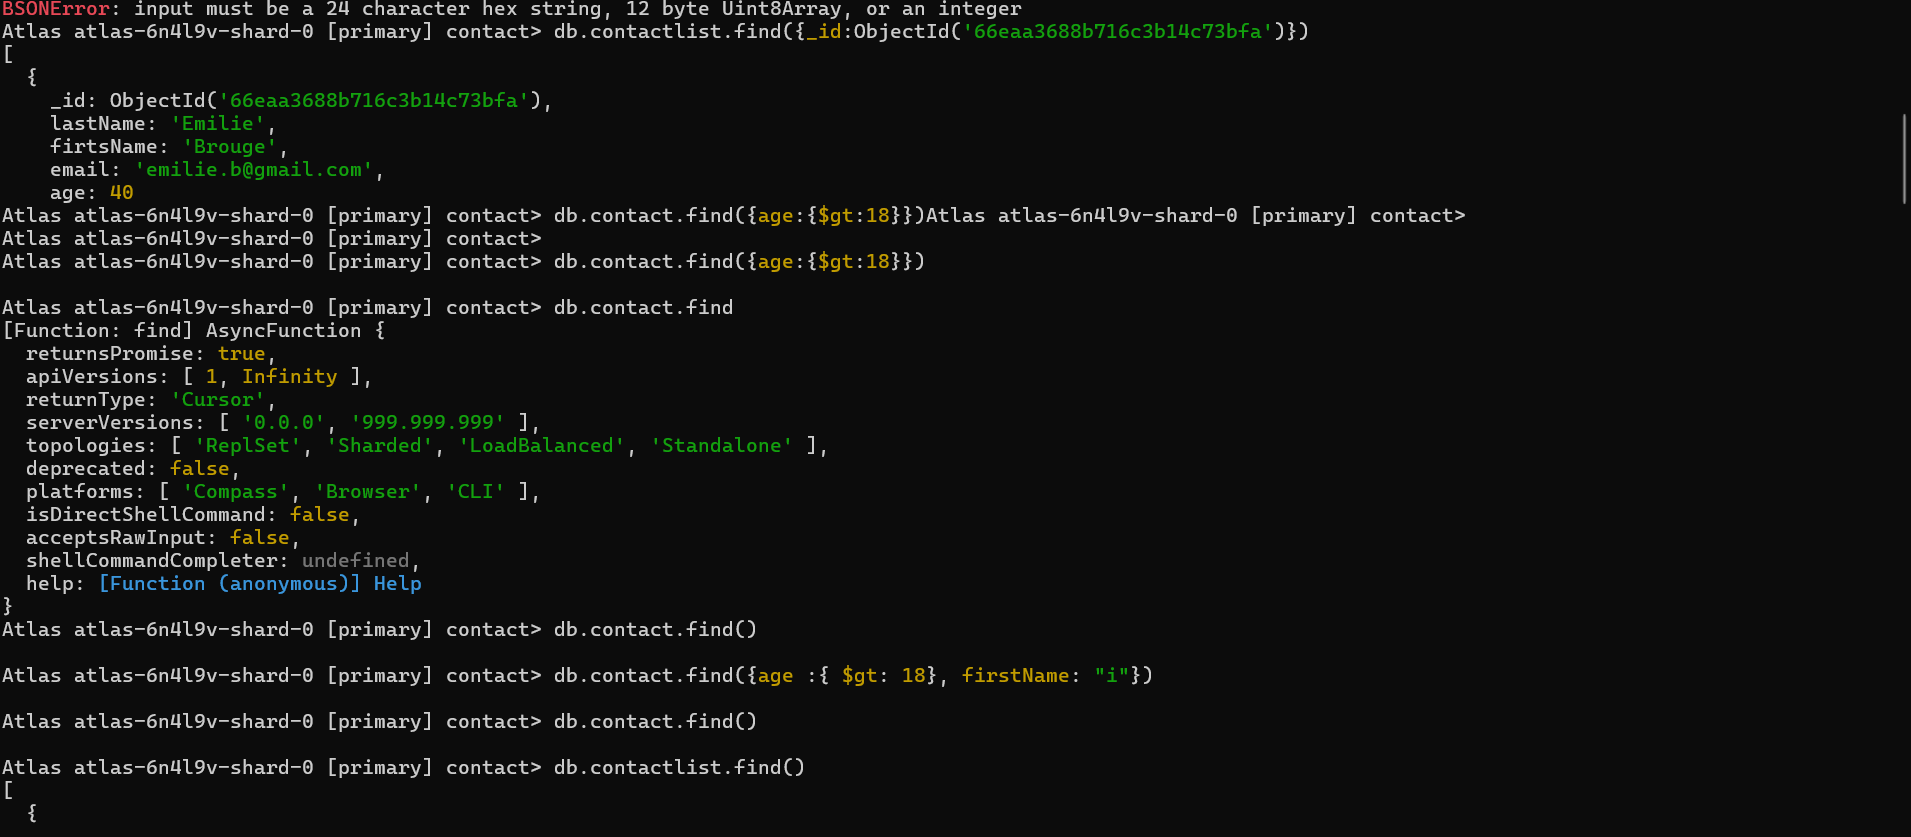 BSONError: input must be a 24 character hex string, 12 byte Uint8Array, or an integer
Atlas atlas-6n4l9v-shard-0 [primary] contact> db.contactlist.find({_id:ObjectId('66eaa3688b716c3b14c73bfa')})
[
  {
    _id: ObjectId('66eaa3688b716c3b14c73bfa'),
    lastName: 'Emilie',
    firtsName: 'Brouge',
    email: 'emilie.b@gmail.com',
    age: 40
Atlas atlas-6n4l9v-shard-0 [primary] contact> db.contact.find({age:{$gt:18}})Atlas atlas-6n4l9v-shard-0 [primary] contact>
Atlas atlas-6n4l9v-shard-0 [primary] contact>
Atlas atlas-6n4l9v-shard-0 [primary] contact> db.contact.find({age:{$gt:18}})
Atlas atlas-6n4l9v-shard-0 [primary] contact> db.contact.find
[Function: find] AsyncFunction {
  returnsPromise: true,
  apiVersions: [ 1, Infinity ],
  returnType: 'Cursor',
  serverVersions: [ '0.0.0', '999.999.999' ],
  topologies: [ 'ReplSet', 'Sharded', 'LoadBalanced', 'Standalone' ],
  deprecated: false,
  platforms: [ 'Compass', 'Browser', 'CLI' ],
  isDirectShellCommand: false,
  acceptsRawInput: false,
  shellCommandCompleter: undefined,
  help: [Function (anonymous)] Help
}
Atlas atlas-6n4l9v-shard-0 [primary] contact> db.contact.find()
Atlas atlas-6n4l9v-shard-0 [primary] contact> db.contact.find({age :{ $gt: 18}, firstName: "i"})
Atlas atlas-6n4l9v-shard-0 [primary] contact> db.contact.find()
Atlas atlas-6n4l9v-shard-0 [primary] contact> db.contactlist.find()
[
  {